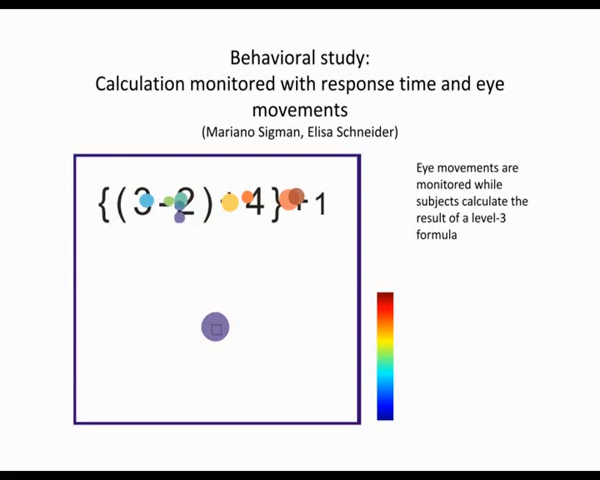 Behavioral study:
Calculation monitored with response time and eye
movements
(Mariano Sigman, Elisa Schneider)
{(3-2)+4}+1
Eye movements are
monitored while
subjects calculate the
result of a level-3
formula